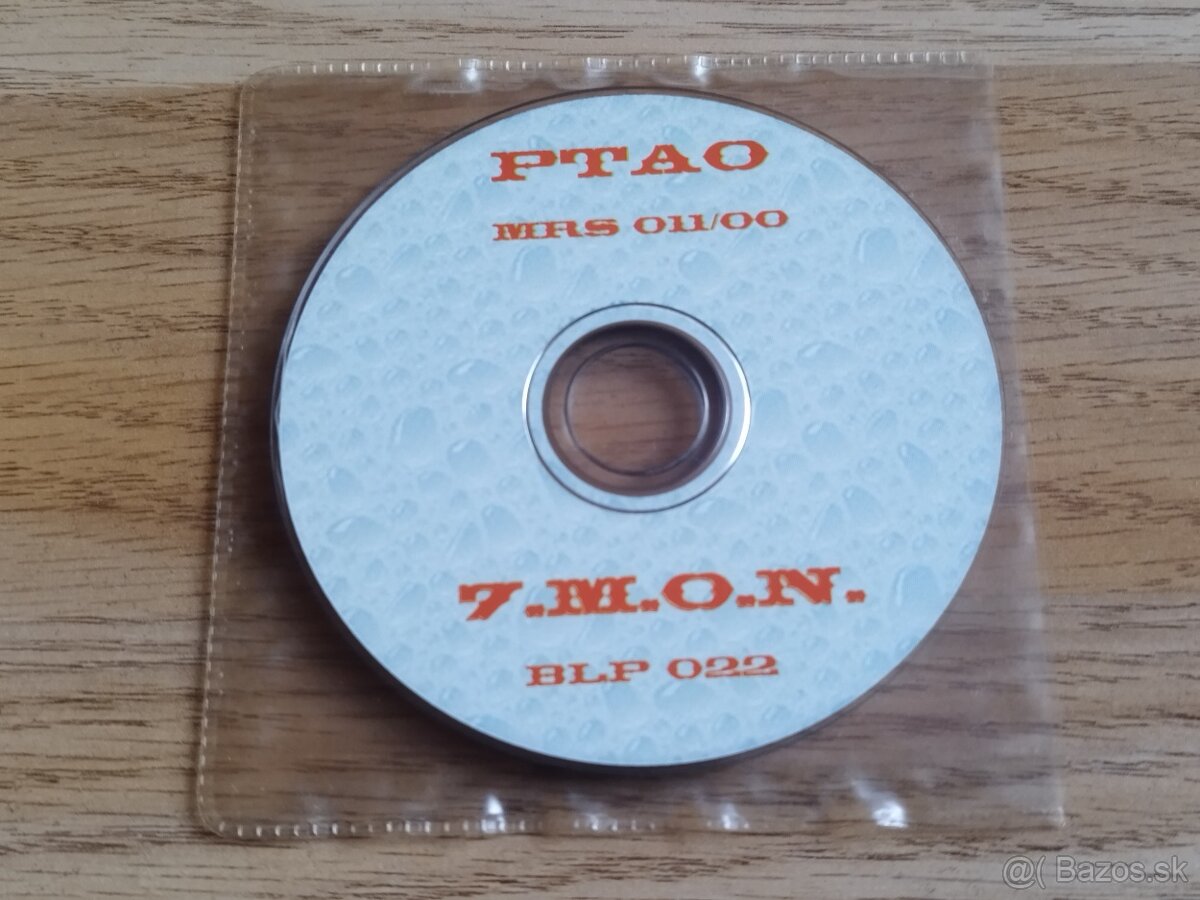 PTAO
MRS 011/00
7.M.O.N.
BLP 022
@( Bazos.sk